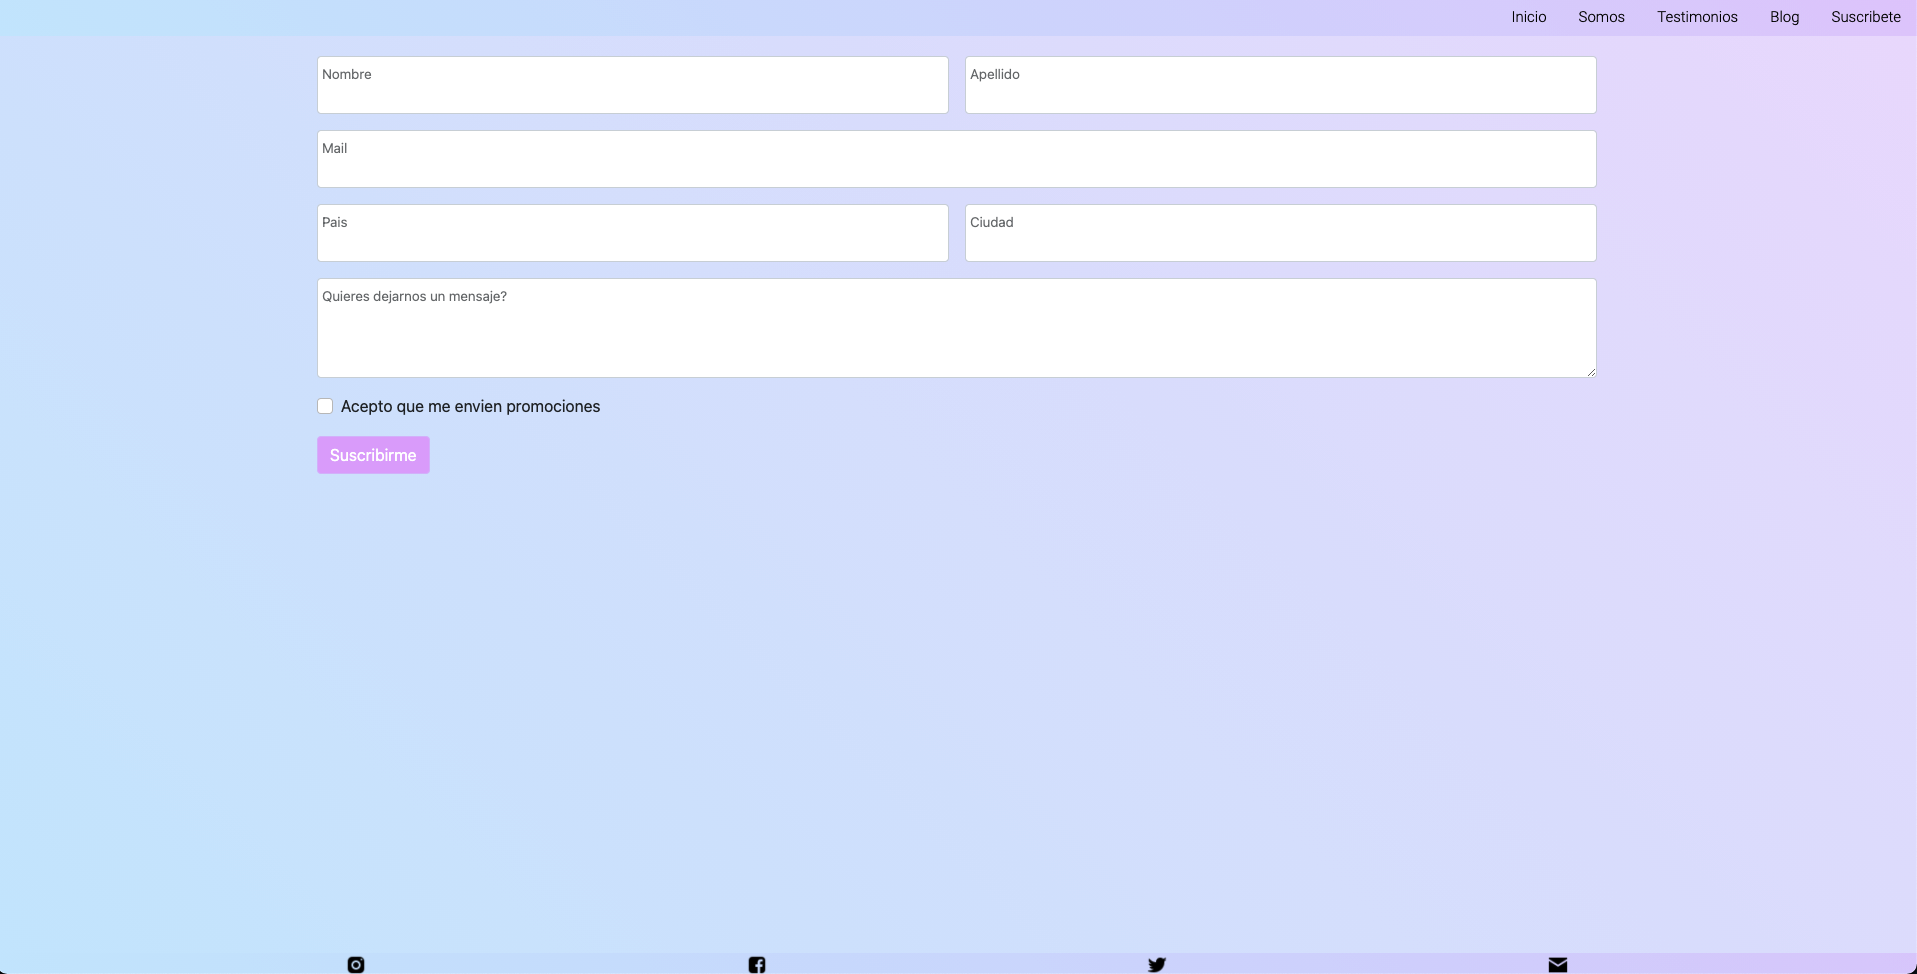 Inicio Somos Testimonios Blog Suscribete
Nombre Apellido
Mail
Pais Ciudad
Quieres dejarnos un mensaje?
Acepto que me envien promociones
Suscribirme